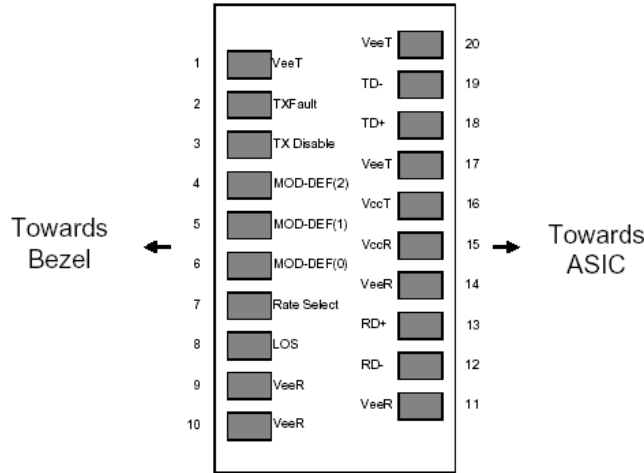 1 VeeT
2 TXFault
3 TX Disable
4 MOD-DEF(2)
5 MOD-DEF(1)
6 MOD-DEF(0)
7 Rate Select
8 LOS
9 VeeR
10 VeeR
VeeT 20
TD- 19
TD+ 18
VeeT 17
VccT 16
VccR 15
VeeR 14
RD+ 13
RD- 12
VeeR 11
Towards
Bezel
Towards
ASIC